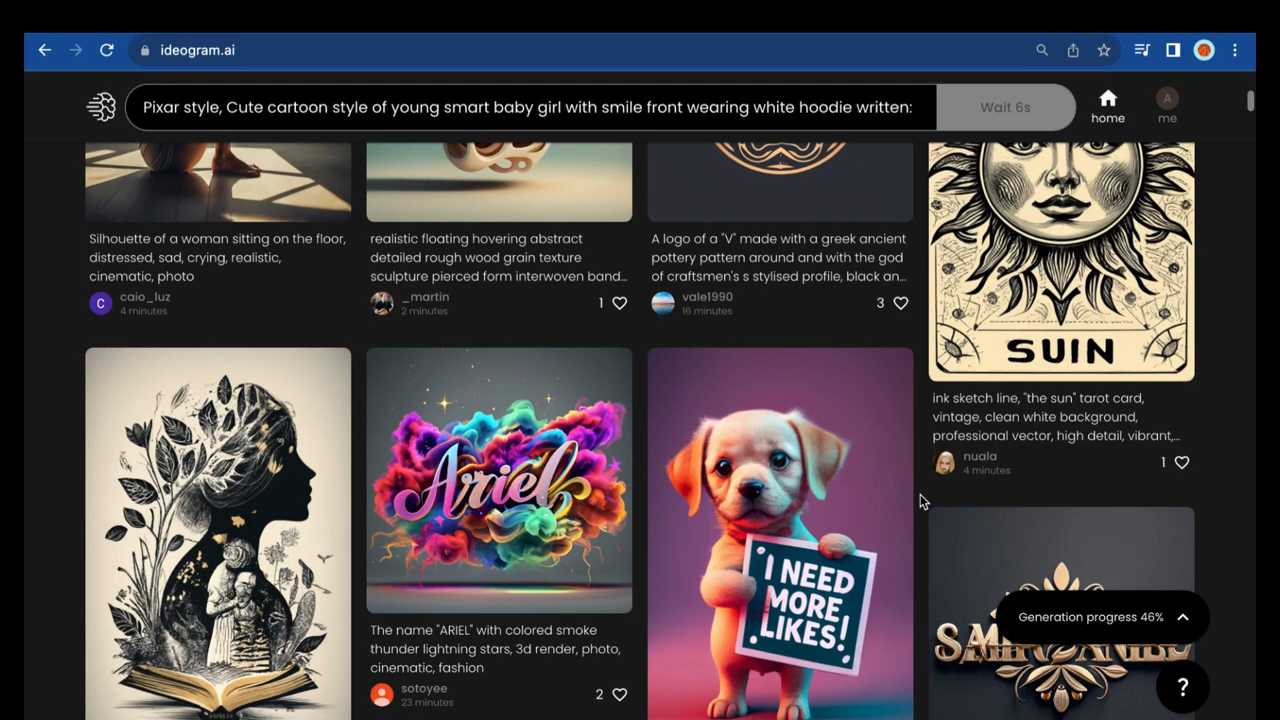 ideogram.ai
Pixar style, Cute cartoon style of young smart baby girl with smile front wearing white hoodie written:
Wait 6s
home
A
me
Silhouette of a woman sitting on the floor,
distressed, sad, crying, realistic,
cinematic, photo
C
caio_luz
4 minutes
realistic floating hovering abstract
detailed rough wood grain texture
sculpture pierced form interwoven band...
_martin
2 minutes
1
A logo of a "V" made with a greek ancient
pottery pattern around and with the god
of craftsmen's s stylised profile, black an...
vale1990
16 minutes
3
SUIN
ink sketch line, "the sun" tarot card,
vintage, clean white background,
professional vector, high detail, vibrant,...
nuala
4 minutes
1
Ariel
The name "ARIEL" with colored smoke
thunder lightning stars, 3d render, photo,
cinematic, fashion
sotoyee
23 minutes
2
I NEED
MORE
LIKES!
Generation progress 46%
?